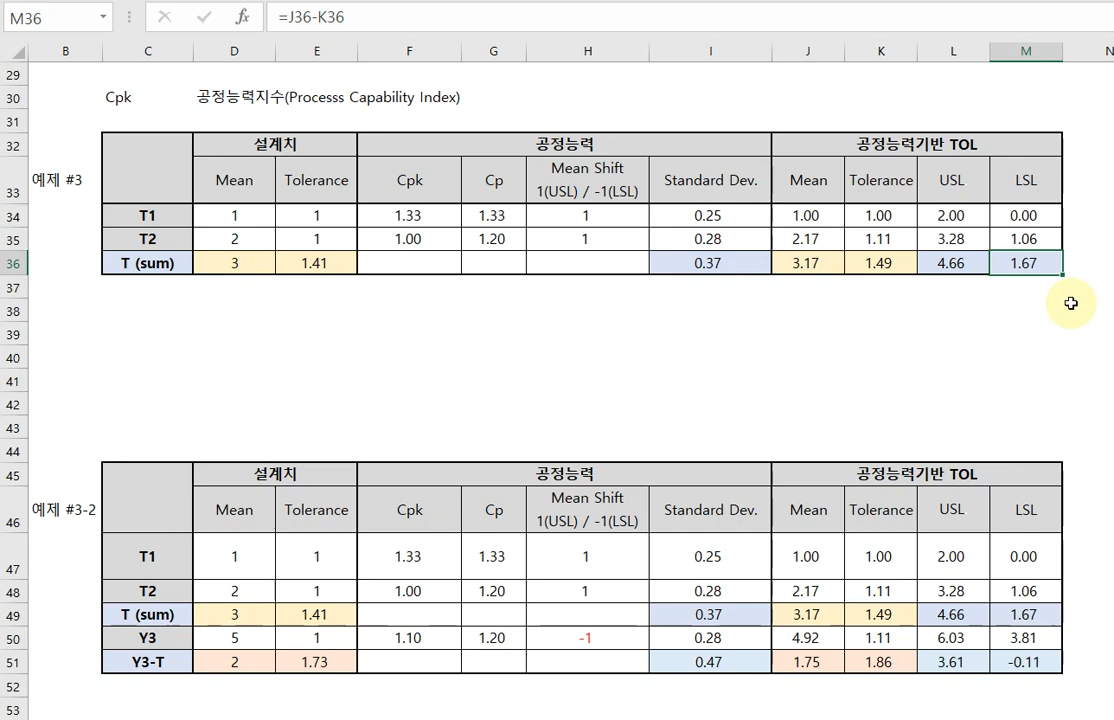 M36 fx =J36-K36
B C D E F G H I J K L M N
29
30 Cpk 공정능력지수(Processs Capability Index)
31
32 설계치 공정능력 공정능력기반 TOL
33 예제 #3 Mean Tolerance Cpk Cp Mean Shift 1(USL) / -1(LSL) Standard Dev. Mean Tolerance USL LSL
34 T1 1 1 1.33 1.33 1 0.25 1.00 1.00 2.00 0.00
35 T2 2 1 1.00 1.20 1 0.28 2.17 1.11 3.28 1.06
36 T (sum) 3 1.41 0.37 3.17 1.49 4.66 1.67
37
38
39
40
41
42
43
44
45 설계치 공정능력 공정능력기반 TOL
46 예제 #3-2 Mean Tolerance Cpk Cp Mean Shift 1(USL) / -1(LSL) Standard Dev. Mean Tolerance USL LSL
47 T1 1 1 1.33 1.33 1 0.25 1.00 1.00 2.00 0.00
48 T2 2 1 1.00 1.20 1 0.28 2.17 1.11 3.28 1.06
49 T (sum) 3 1.41 0.37 3.17 1.49 4.66 1.67
50 Y3 5 1 1.10 1.20 -1 0.28 4.92 1.11 6.03 3.81
51 Y3-T 2 1.73 0.47 1.75 1.86 3.61 -0.11
52
53